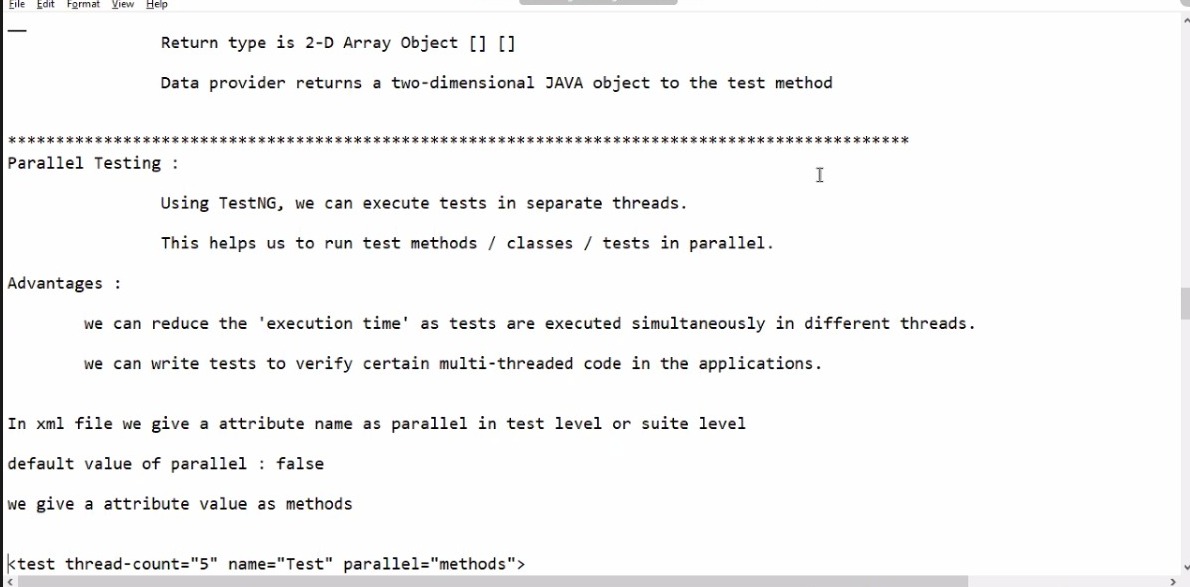 File Edit Format View Help
Return type is 2-D Array Object [] []
Data provider returns a two-dimensional JAVA object to the test method
**********************************************************************************************
Parallel Testing :
Using TestNG, we can execute tests in separate threads.
This helps us to run test methods / classes / tests in parallel.
Advantages :
we can reduce the 'execution time' as tests are executed simultaneously in different threads.
we can write tests to verify certain multi-threaded code in the applications.
In xml file we give a attribute name as parallel in test level or suite level
default value of parallel : false
we give a attribute value as methods
<test thread-count="5" name="Test" parallel="methods">